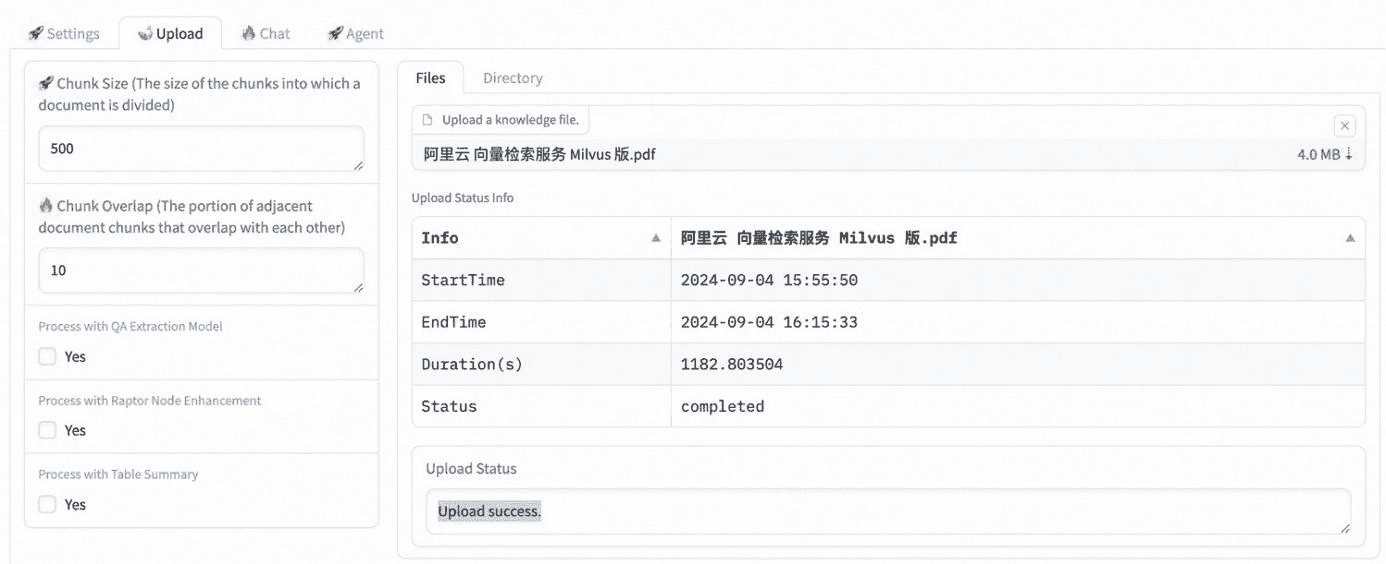 Settings
Upload
Chat
Agent
Chunk Size (The size of the chunks into which a
document is divided)
500
Chunk Overlap (The portion of adjacent
document chunks that overlap with each other)
10
Process with QA Extraction Model
Yes
Process with Raptor Node Enhancement
Yes
Process with Table Summary
Yes
Files
Directory
Upload a knowledge file.
阿里云 向量检索服务 Milvus 版.pdf
4.0 MB ↓
Upload Status Info
Info
阿里云 向量检索服务 Milvus 版.pdf
StartTime
2024-09-04 15:55:50
EndTime
2024-09-04 16:15:33
Duration(s)
1182.803504
Status
completed
Upload Status
Upload success.